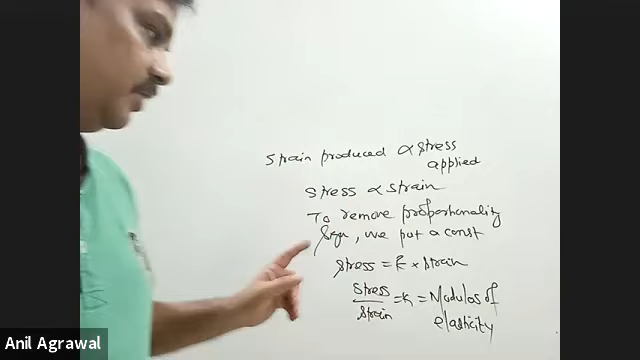 strain produced ∝ stress
applied
stress ∝ strain
To remove proportionality
sign, we put a const
stress = k × strain
stress/strain = k = Modulos of
elasticity
Anil Agrawal